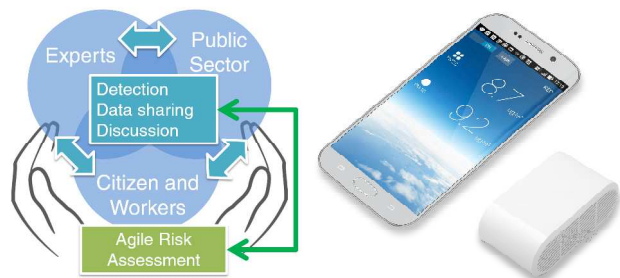 Experts
Public
Sector
Detection
Data sharing
Discussion
Citizen and
Workers
Agile Risk
Assessment
8.7
9.2